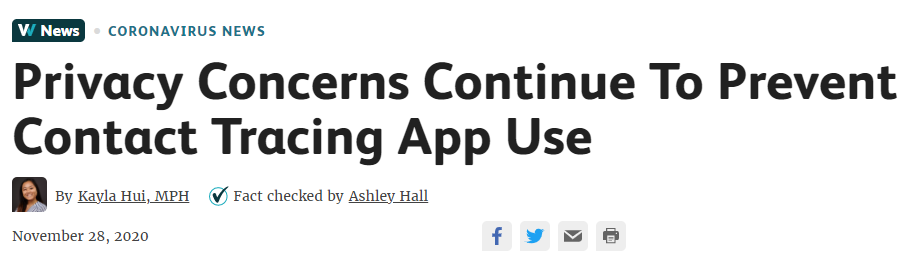 News CORONAVIRUS NEWS
Privacy Concerns Continue To Prevent
Contact Tracing App Use
By Kayla Hui, MPH Fact checked by Ashley Hall
November 28, 2020